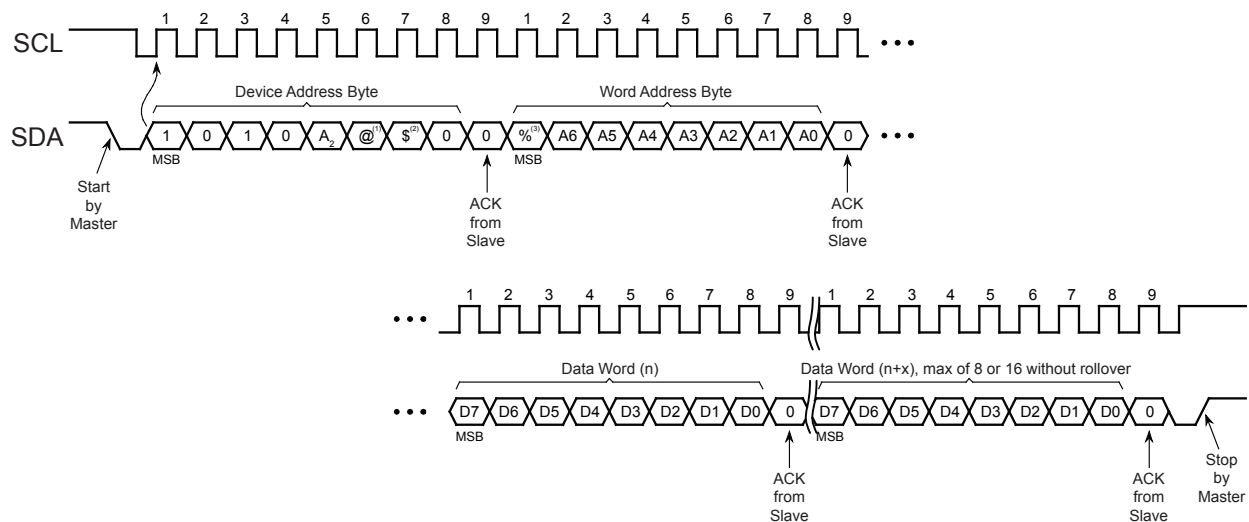 1 2 3 4 5 6 7 8 9 1 2 3 4 5 6 7 8 9
SCL
Device Address Byte Word Address Byte
SDA 1 0 1 0 A2 @(1) $(2) 0 0 %(3) A6 A5 A4 A3 A2 A1 A0 0
MSB MSB
Start
by
Master
ACK
from
Slave
ACK
from
Slave
1 2 3 4 5 6 7 8 9 1 2 3 4 5 6 7 8 9
Data Word (n) Data Word (n+x), max of 8 or 16 without rollover
D7 D6 D5 D4 D3 D2 D1 D0 0 D7 D6 D5 D4 D3 D2 D1 D0 0
MSB MSB
ACK
from
Slave
ACK
from
Slave
Stop
by
Master